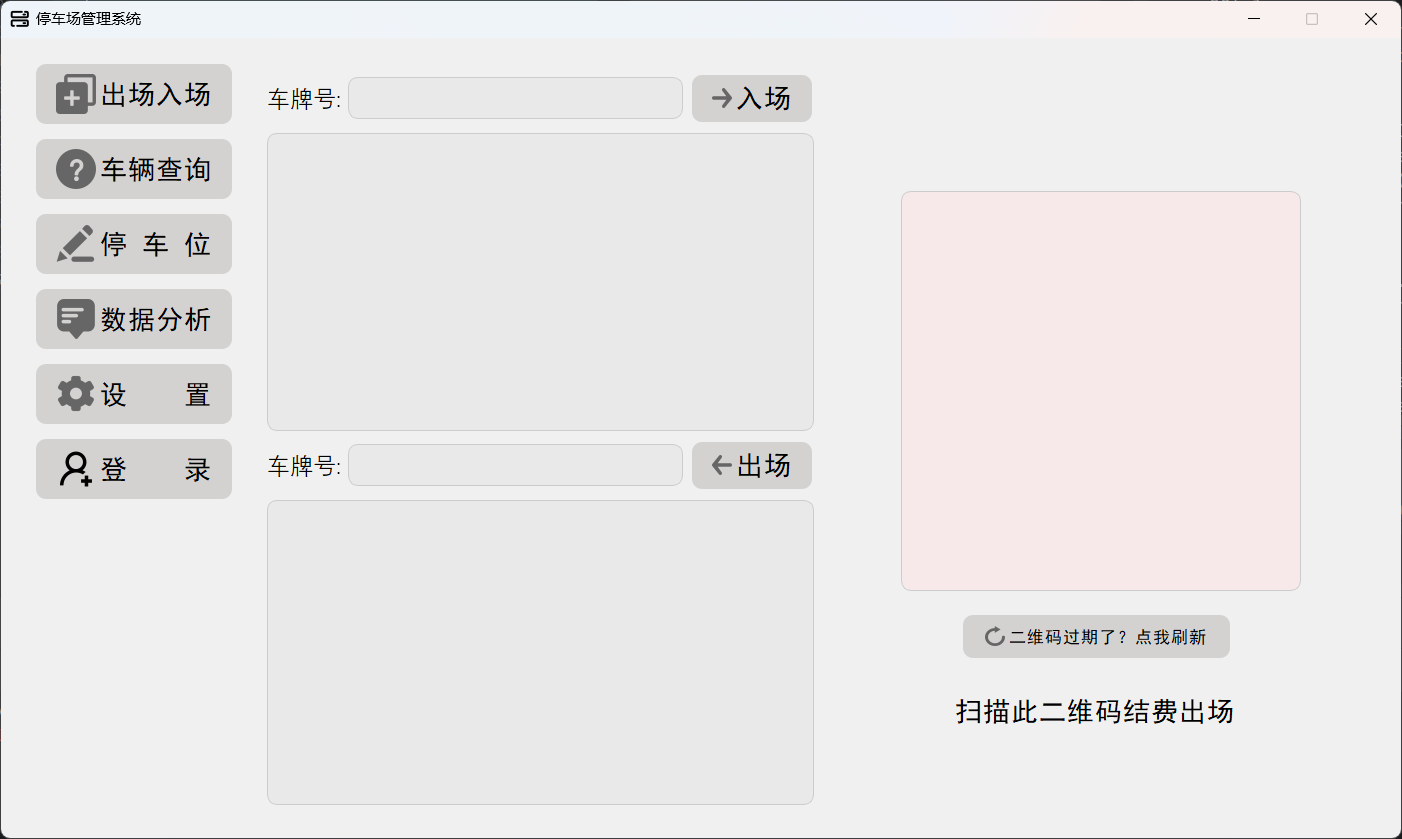 停车场管理系统
出场入场
车辆查询
停 车 位
数据分析
设 置
登 录
车牌号:
入场
车牌号:
出场
二维码过期了？点我刷新
扫描此二维码结费出场